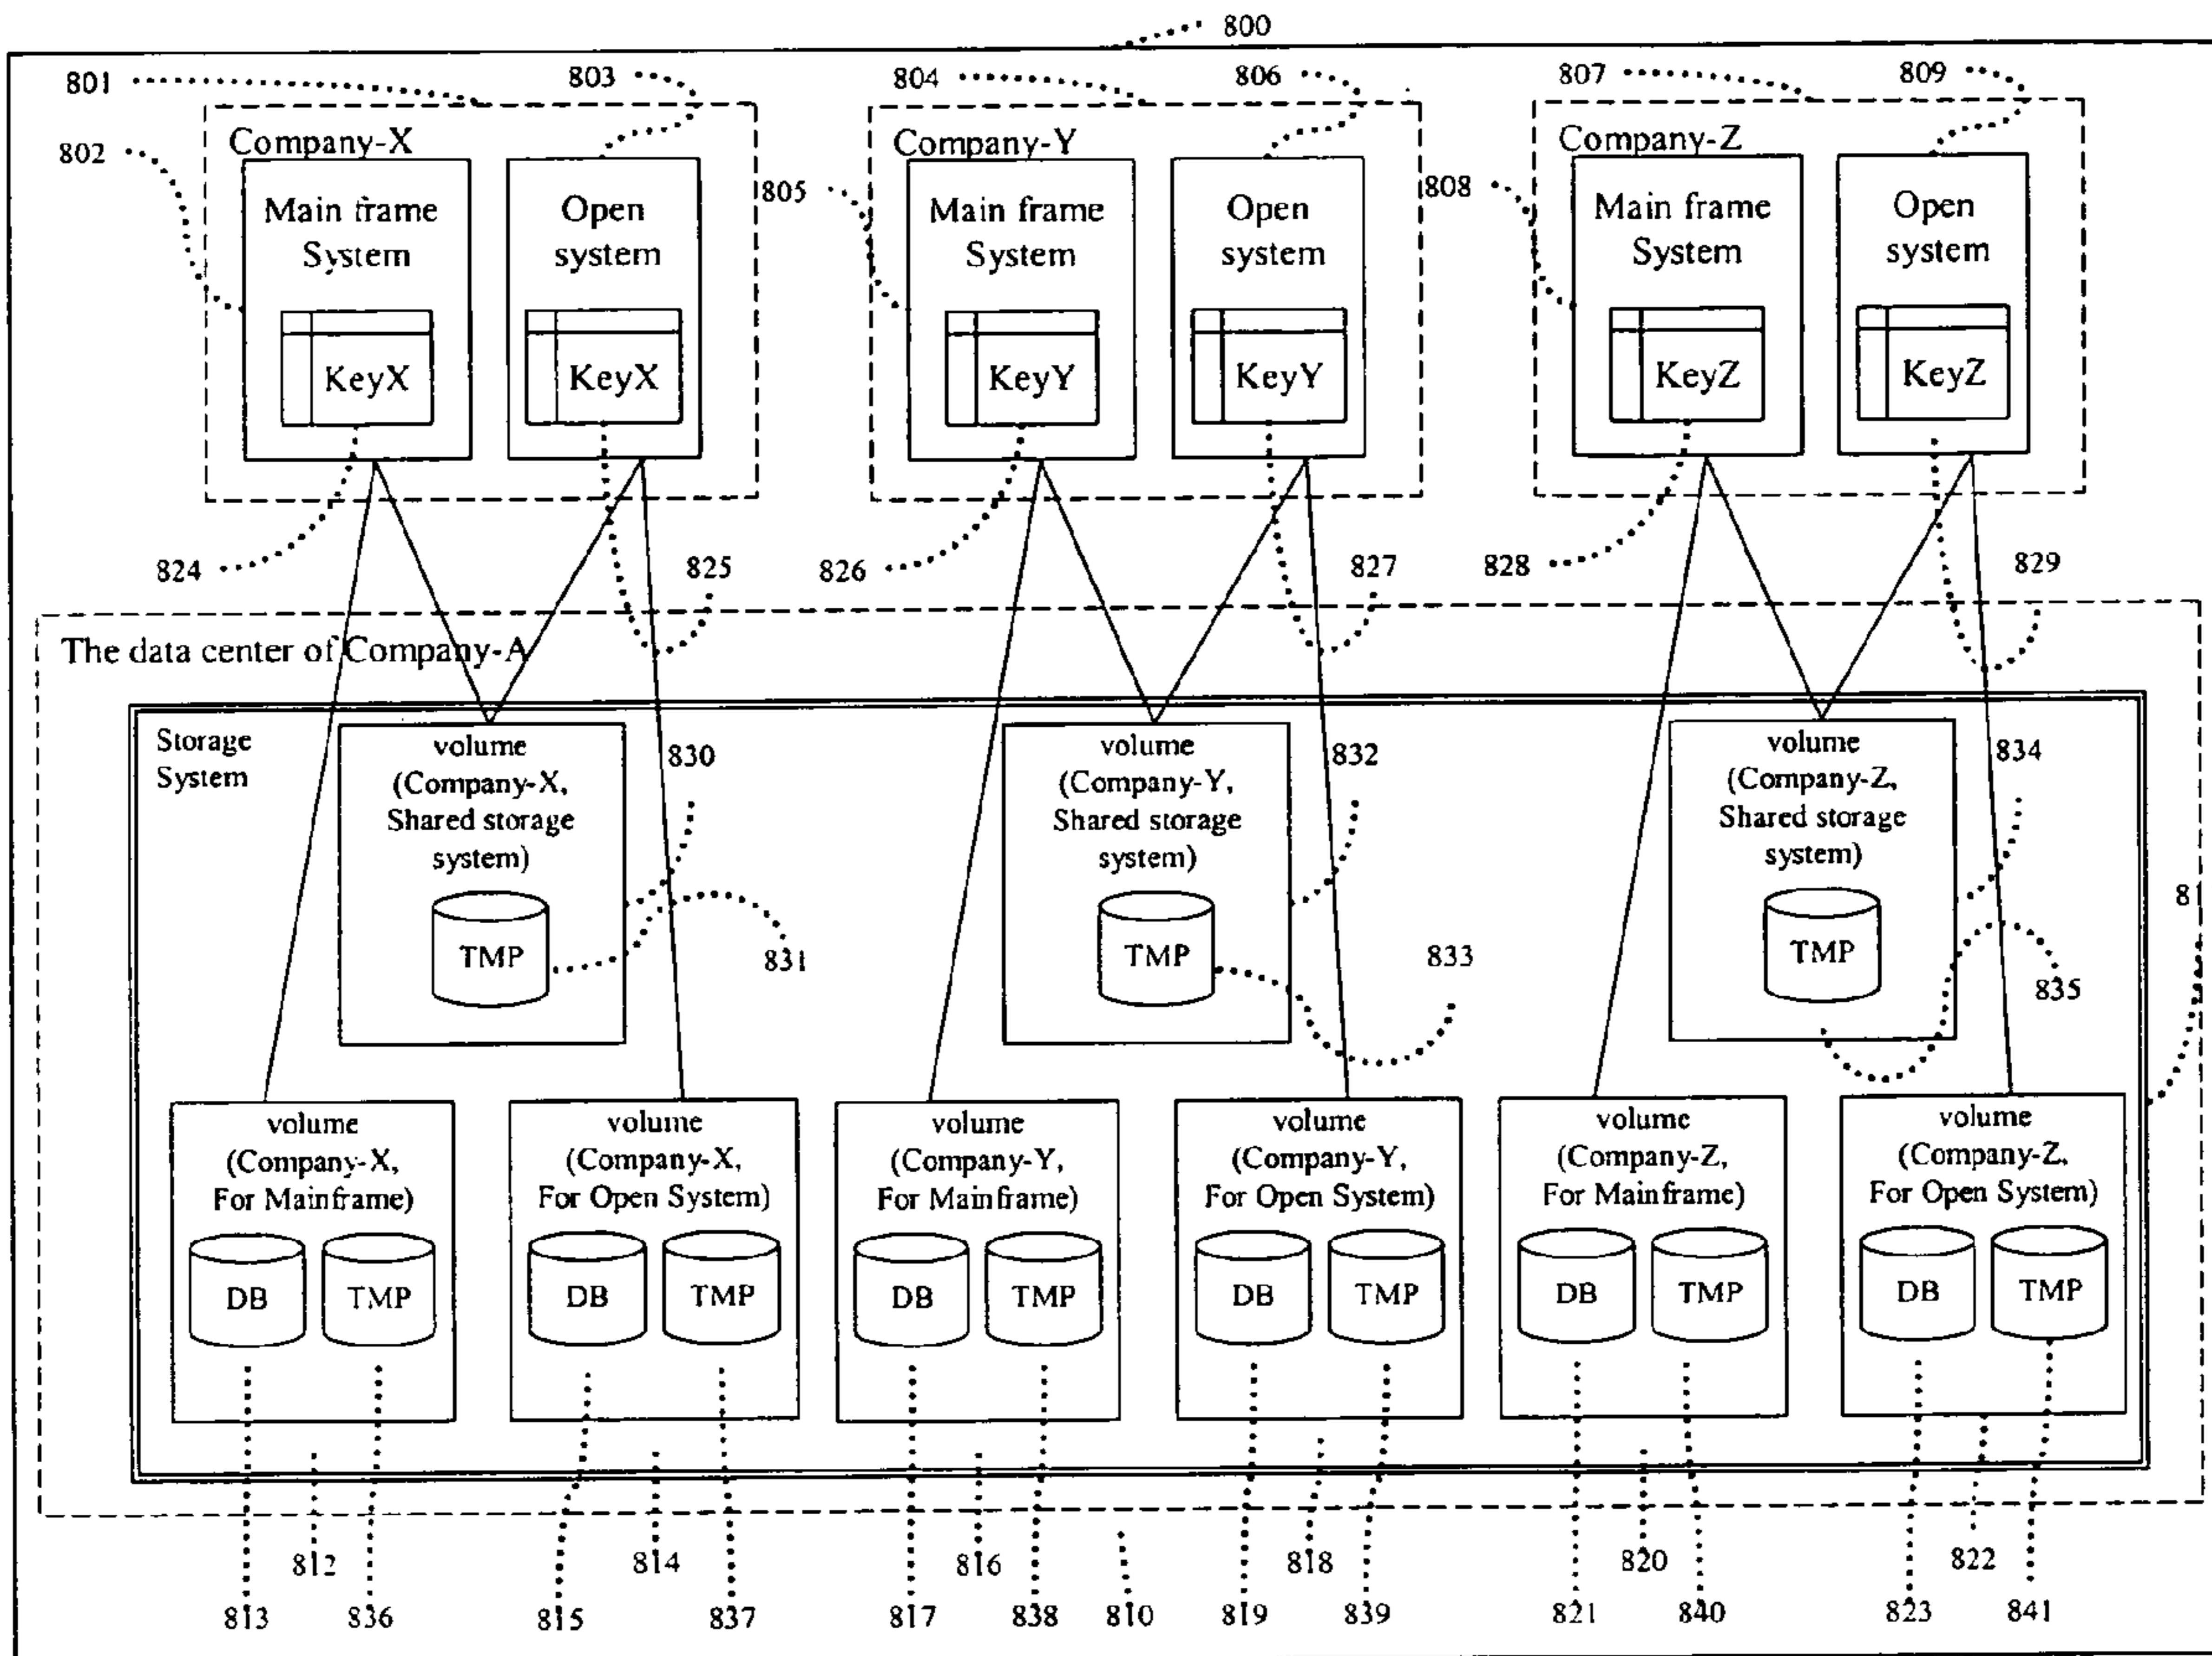 800
801
803
804
806
807
809
802
Company-X
Company-Y
Company-Z
805
808
Main frame
System
Open
system
Main frame
System
Open
system
Main frame
System
Open
system
KeyX
KeyX
KeyY
KeyY
KeyZ
KeyZ
824
825
826
827
828
829
The data center of Company-A
Storage
System
volume
(Company-X,
Shared storage
system)
TMP
830
831
volume
(Company-Y,
Shared storage
system)
TMP
832
833
volume
(Company-Z,
Shared storage
system)
TMP
834
835
81
volume
(Company-X,
For Mainframe)
DB
TMP
volume
(Company-X,
For Open System)
DB
TMP
volume
(Company-Y,
For Mainframe)
DB
TMP
volume
(Company-Y,
For Open System)
DB
TMP
volume
(Company-Z,
For Mainframe)
DB
TMP
volume
(Company-Z,
For Open System)
DB
TMP
812
814
816
818
820
822
813
836
815
837
817
838
810
819
839
821
840
823
841